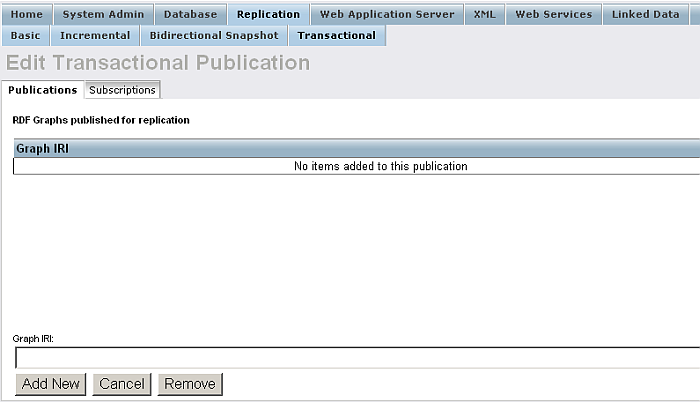 Home System Admin Database Replication Web Application Server XML Web Services Linked Data
Basic Incremental Bidirectional Snapshot Transactional
Edit Transactional Publication
Publications Subscriptions
RDF Graphs published for replication
Graph IRI
No items added to this publication
Graph IRI:
Add New Cancel Remove